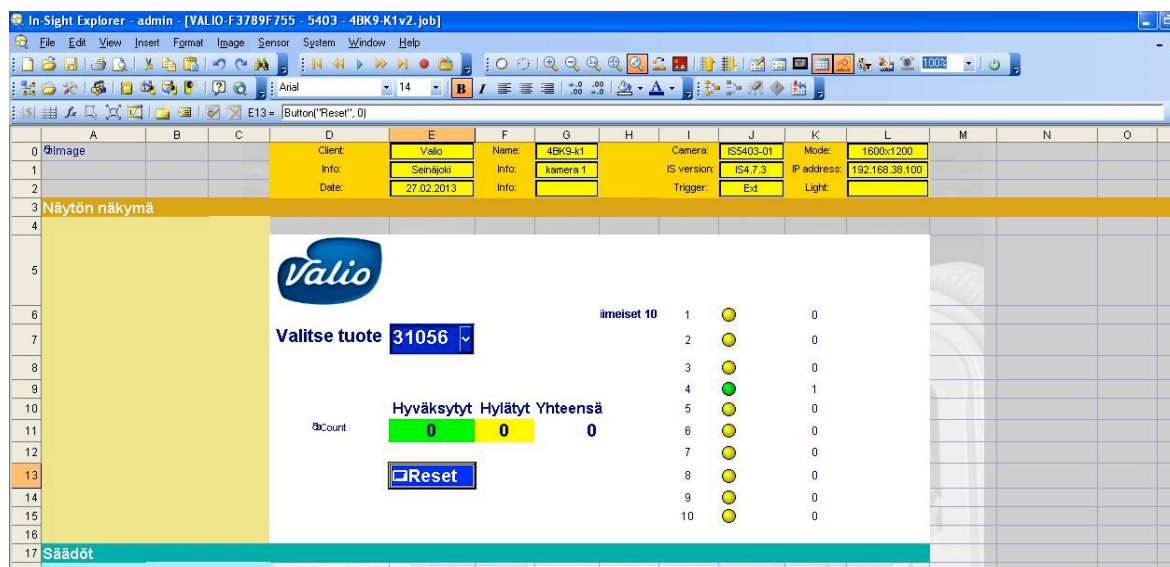 In-Sight Explorer - admin - [VALIO-F3789F755 - 5403 - 4BK9-K1v2.job]
File Edit View Insert Format Image Sensor System Window Help
100%
Arial 14 B I
E13 = Button("Reset", 0)
A B C D E F G H I J K L M N O
0 Image Client: Valio Name: 4BK9-k1 Camera: IS5403-01 Mode: 1600x1200
1 Info: Seinäjoki Info: kamera 1 IS version: IS4.7.3 IP address: 192.168.38.100
2 Date: 27.02.2013 Info: Trigger: Ext Light:
3 Näytön näkymä
4
5 Valio
6 iimeiset 10 1 0
7 Valitse tuote 31056 2 0
8 3 0
9 4 1
10 Hyväksytyt Hylätyt Yhteensä 5 0
11 Count 0 0 0 6 0
12 7 0
13 Reset 8 0
14 9 0
15 10 0
16
17 Säädöt